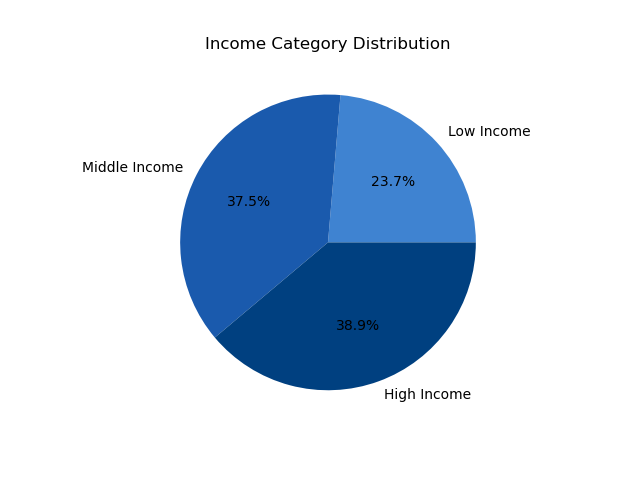 Income Category Distribution
Low Income
Middle Income
23.7%
37.5%
38.9%
High Income